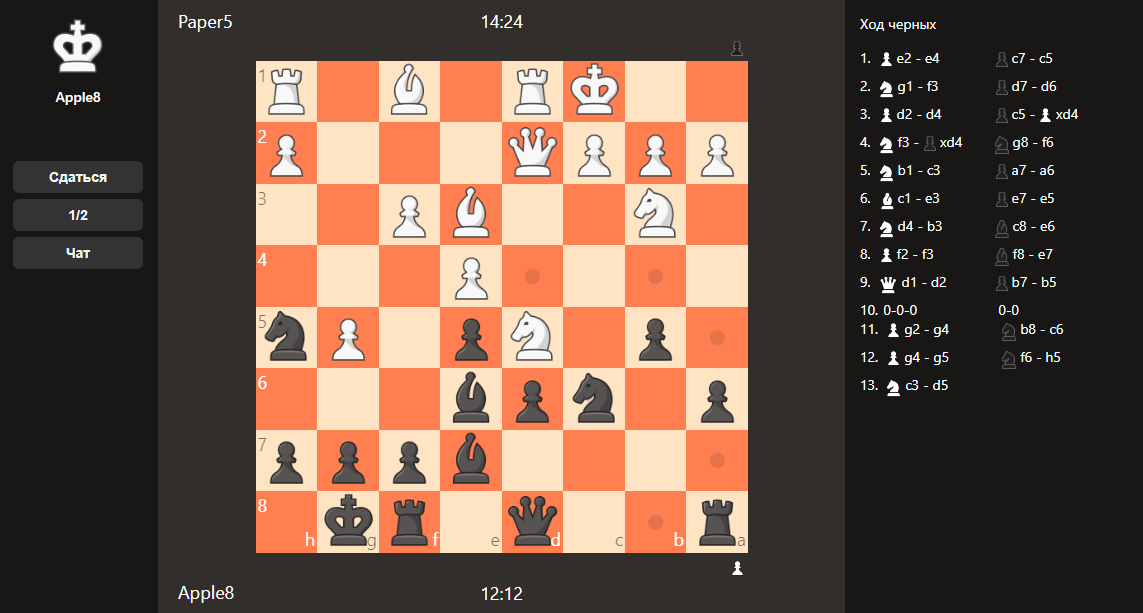 Apple8
Сдаться
1/2
Чат
Paper5 14:24
1
2
3
4
5
6
7
8
h g f e d c b a
Apple8 12:12
Ход черных
1. e2 - e4 c7 - c5
2. g1 - f3 d7 - d6
3. d2 - d4 c5 - xd4
4. f3 - xd4 g8 - f6
5. b1 - c3 a7 - a6
6. c1 - e3 e7 - e5
7. d4 - b3 c8 - e6
8. f2 - f3 f8 - e7
9. d1 - d2 b7 - b5
10. 0-0-0 0-0
11. g2 - g4 b8 - c6
12. g4 - g5 f6 - h5
13. c3 - d5